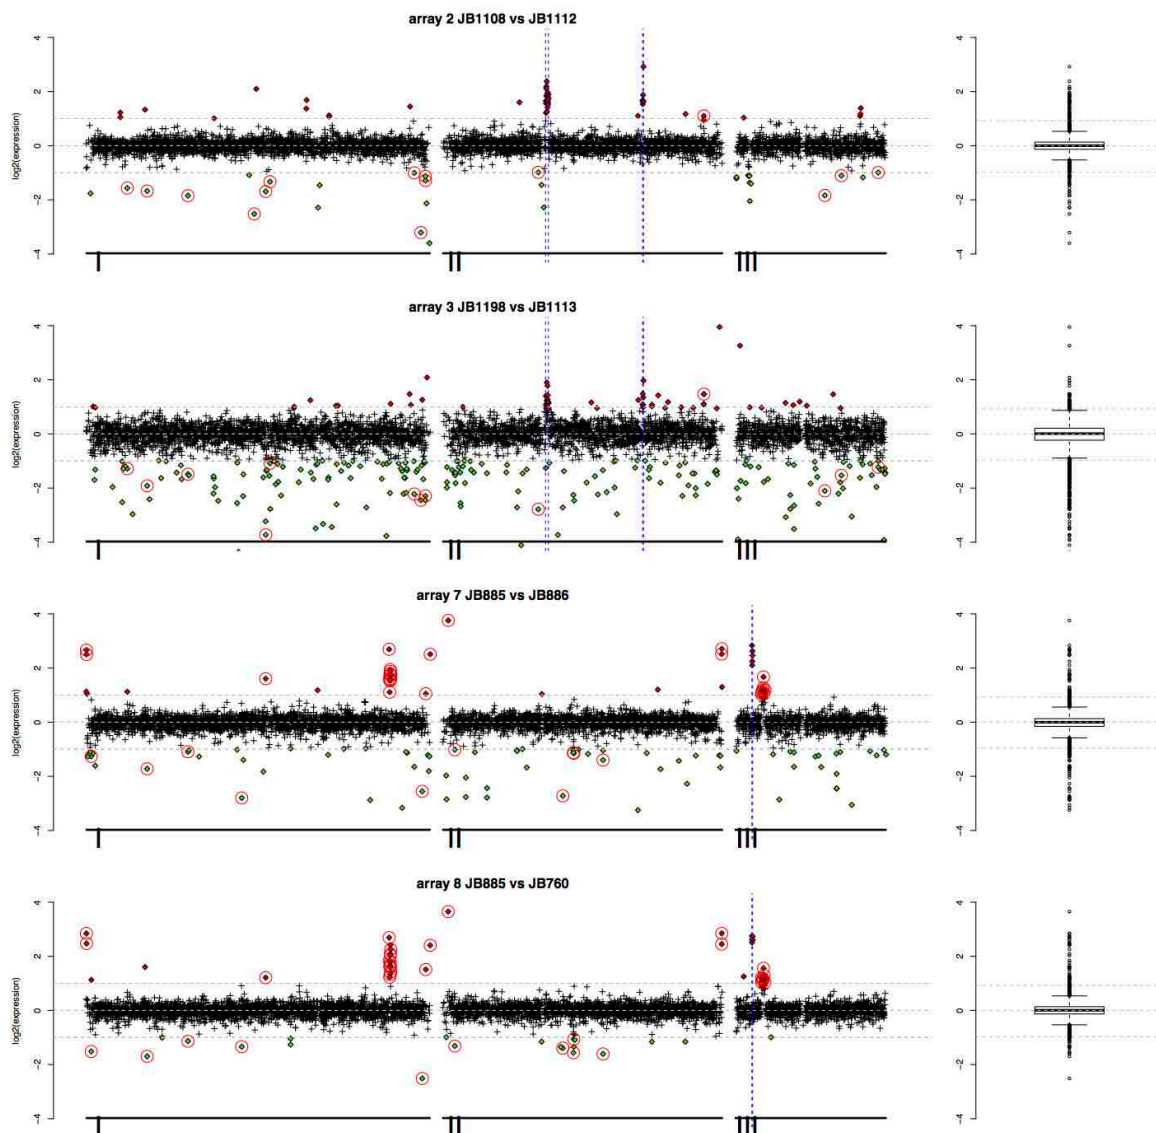 array 2 JB1108 vs JB1112
log2(expression)
4
2
0
−2
−4
4
2
0
−2
−4
I
II
III
array 3 JB1198 vs JB1113
log2(expression)
4
2
0
−2
−4
4
2
0
−2
−4
I
II
III
array 7 JB885 vs JB886
log2(expression)
4
2
0
−2
−4
4
2
0
−2
−4
I
II
III
array 8 JB885 vs JB760
log2(expression)
4
2
0
−2
−4
4
2
0
−2
−4
I
II
III